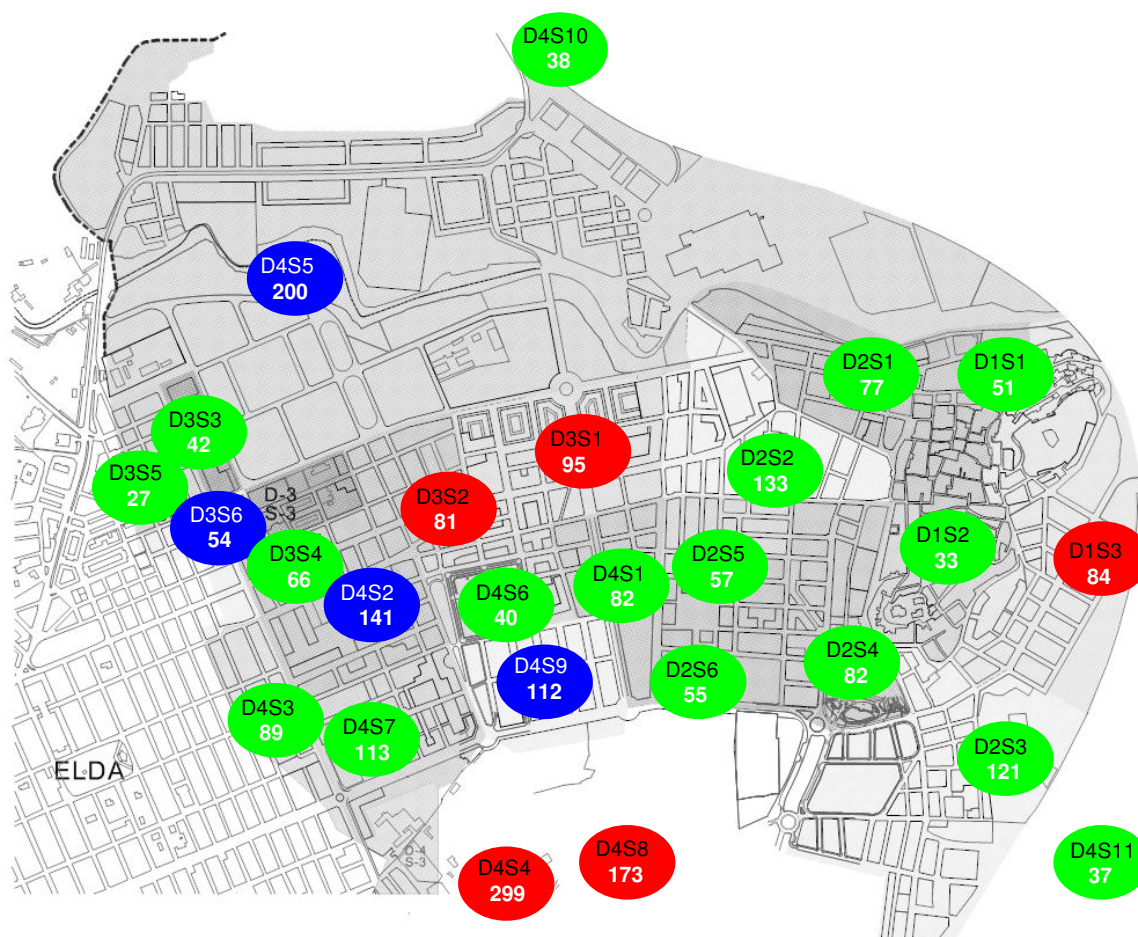 D4S10
38
D4S5
200
D2S1
77
D1S1
51
D3S3
42
D3S1
95
D2S2
133
D3S5
27
D-3
S-3
D3S2
81
D3S6
54
D1S2
33
D1S3
84
D3S4
66
D2S5
57
D4S1
82
D4S2
141
D4S6
40
D2S4
82
D4S9
112
D2S6
55
D4S3
89
D4S7
113
D2S3
121
ELDA
D-4
S-3
D4S8
173
D4S11
37
D4S4
299